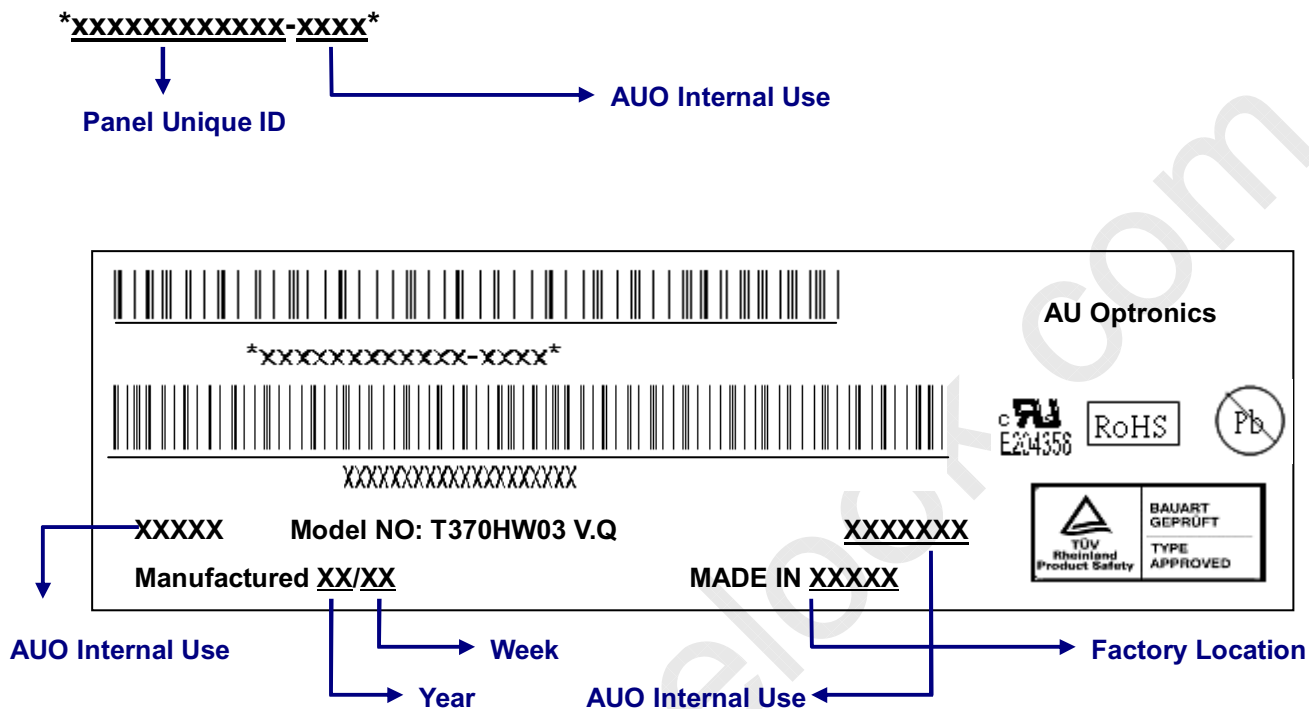 *xxxxxxxxxxxx-xxxx*
AUO Internal Use
Panel Unique ID
AU Optronics
*xxxxxxxxxxxx-xxxx*
c E204356
RoHS
Pb
XXXXXXXXXXXXXXXXXXXX
XXXXX Model NO: T370HW03 V.Q XXXXXXX
TÜV
Rheinland
Product Safety
BAUART
GEPRÜFT
TYPE
APPROVED
Manufactured XX/XX MADE IN XXXXX
AUO Internal Use
Week
Factory Location
Year
AUO Internal Use